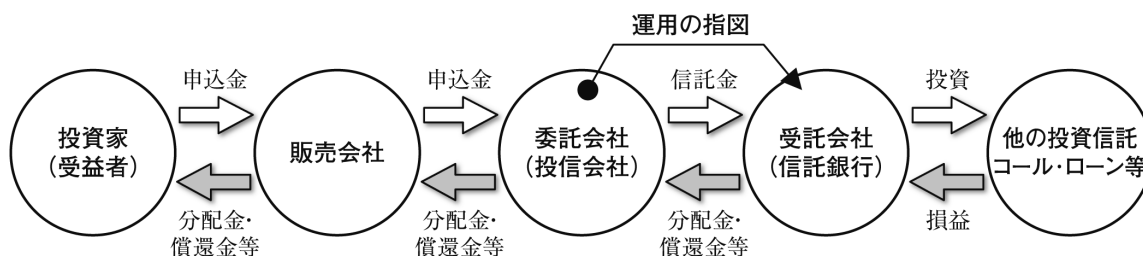 運用の指図
申込金
申込金
信託金
投資
投資家
(受益者)
販売会社
委託会社
(投信会社)
受託会社
(信託銀行)
他の投資信託
コール・ローン等
分配金・
償還金等
分配金・
償還金等
分配金・
償還金等
損益